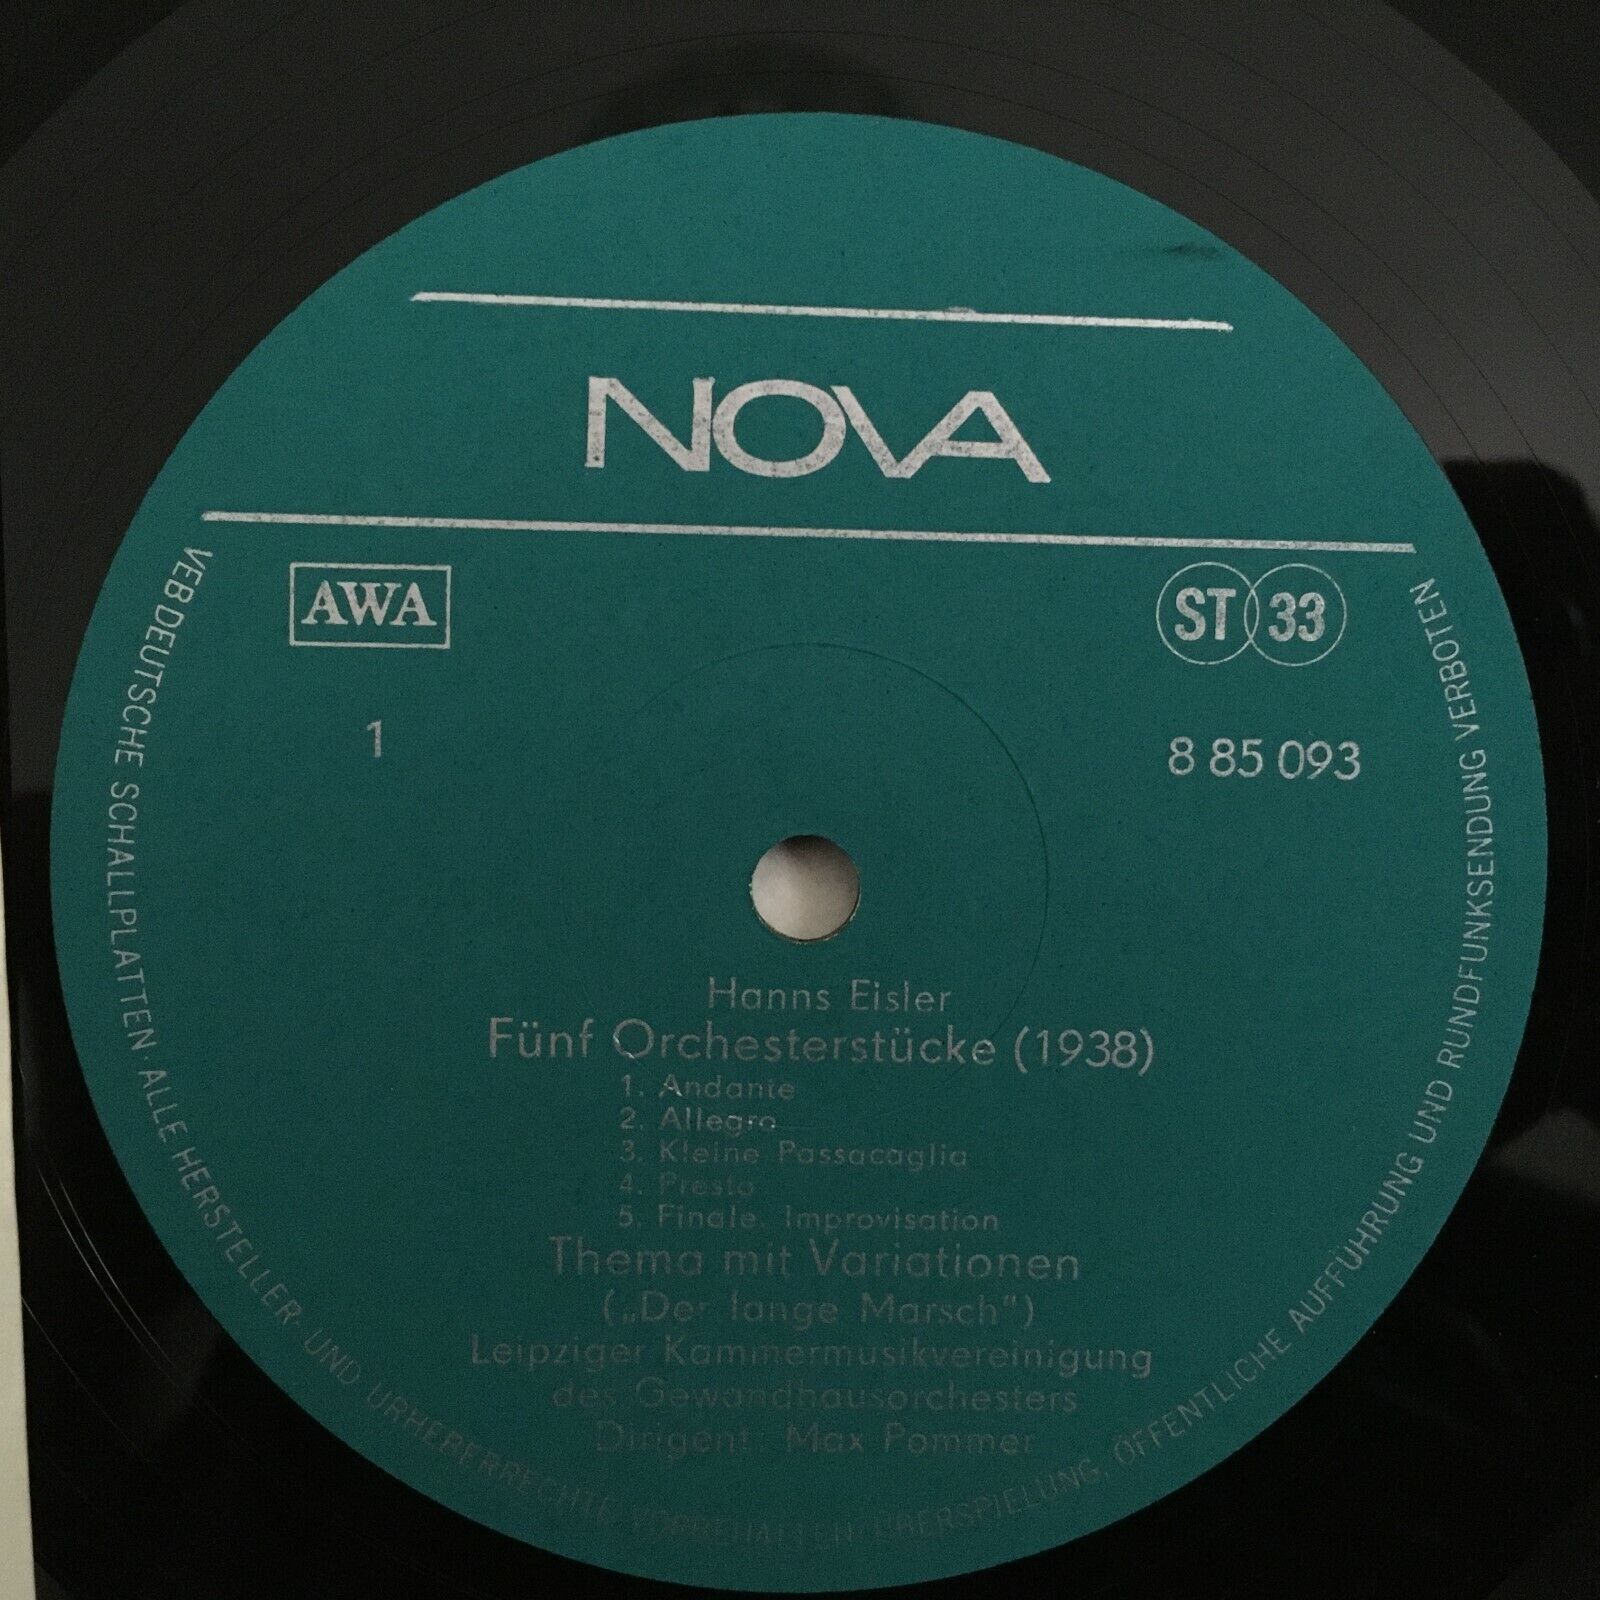 NOVA
AWA
ST 33
1
8 85 093
Hanns Eisler
Fünf Orchesterstücke (1938)
1. Andante
2. Allegro
3. Kleine Passacaglia
4. Presto
5. Finale. Improvisation
Thema mit Variationen
(„Der lange Marsch")
Leipziger Kammermusikvereinigung
des Gewandhausorchesters
Dirigent: Max Pommer
VEB DEUTSCHE SCHALLPLATTEN · ALLE HERSTELLER- UND URHEBERRECHTE VORBEHALTEN · ÜBERSPIELUNG, ÖFFENTLICHE AUFFÜHRUNG UND RUNDFUNKSENDUNG VERBOTEN